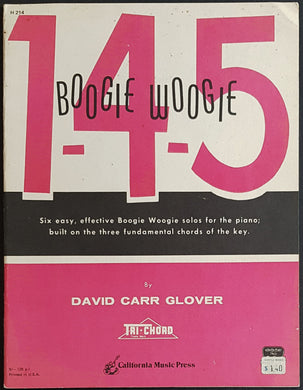 H 214
1-4-5
BOOGIE WOOGIE
Six easy, effective Boogie Woogie solos for the piano;
built on the three fundamental chords of the key.
By
DAVID CARR GLOVER
TRI-CHORD
California Music Press
Printed in U.S.A.
$1.40